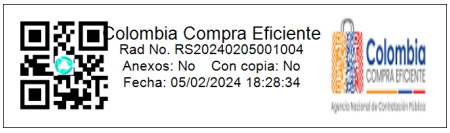 Colombia Compra Eficiente
Rad No. RS20240205001004
Anexos: No Con copia: No
Fecha: 05/02/2024 18:28:34
Colombia
COMPRA EFICIENTE
Agencia Nacional de Contratación Pública